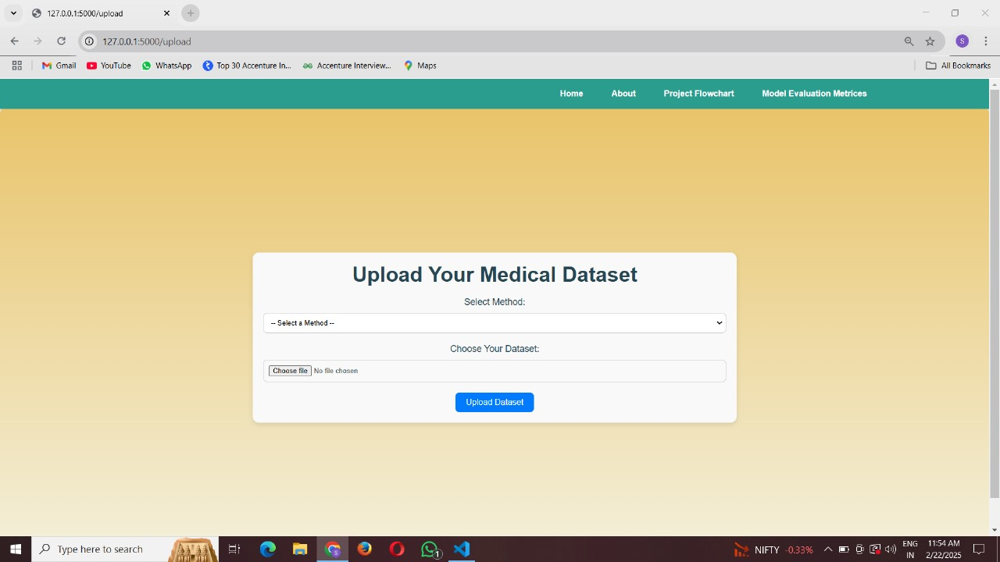 127.0.0.1:5000/upload
127.0.0.1:5000/upload
S
Gmail YouTube WhatsApp Top 30 Accenture In... Accenture Interview... Maps All Bookmarks
Home About Project Flowchart Model Evaluation Metrices
Upload Your Medical Dataset
Select Method:
-- Select a Method --
Choose Your Dataset:
Choose file No file chosen
Upload Dataset
Type here to search 1 NIFTY -0.33% ENG 11:54 AM
IN 2/22/2025